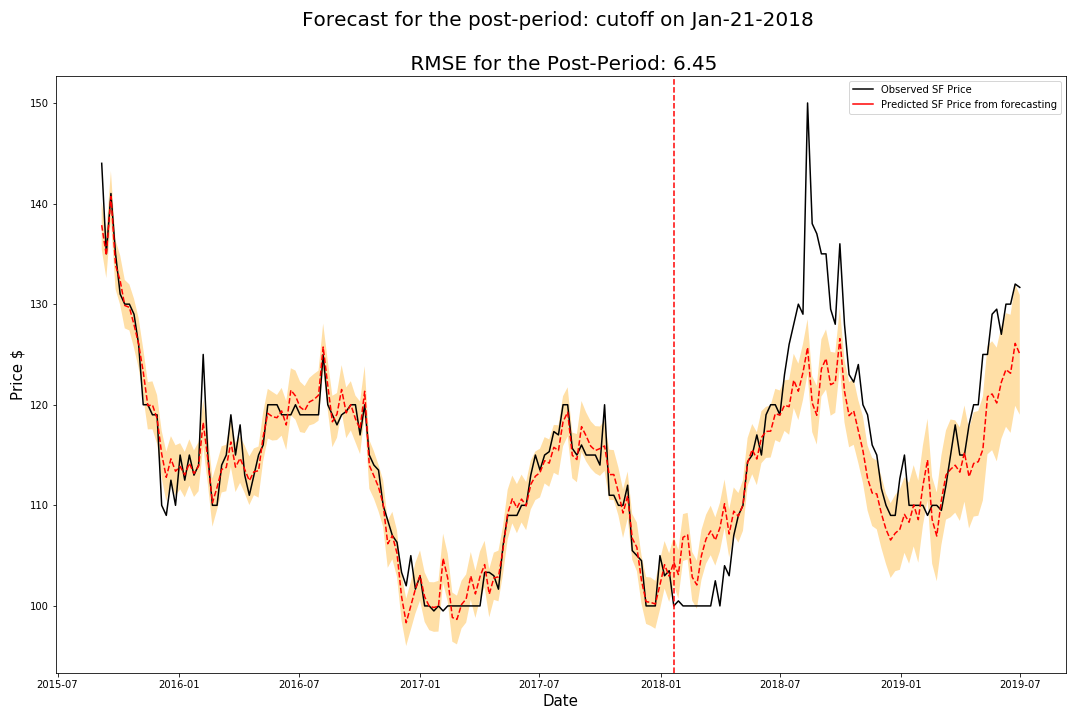 Forecast for the post-period: cutoff on Jan-21-2018
RMSE for the Post-Period: 6.45
Observed SF Price
Predicted SF Price from forecasting
Price $
150
140
130
120
110
100
2015-07
2016-01
2016-07
2017-01
2017-07
2018-01
2018-07
2019-01
2019-07
Date